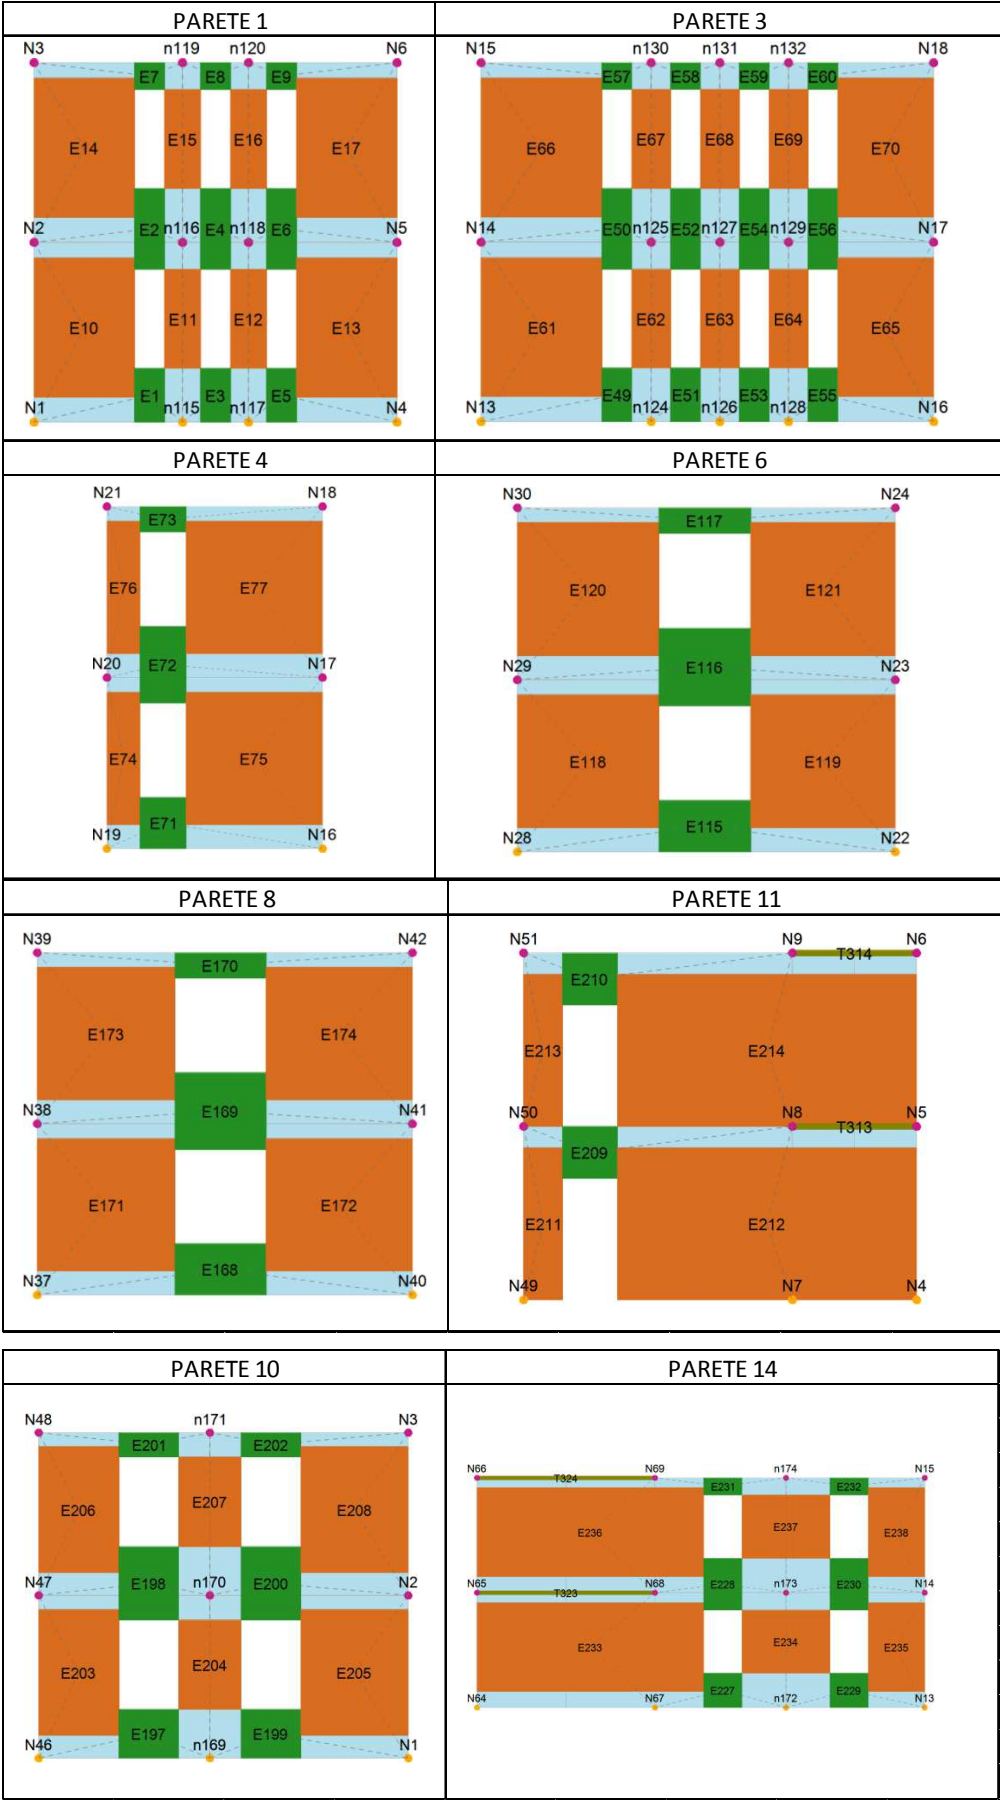 PARETE 1 PARETE 3
N3 n119 n120 N6 N15 n130 n131 n132 N18
E7 E8 E9 E57 E58 E59 E60
E14 E15 E16 E17 E66 E67 E68 E69 E70
N2 E2 n116 E4 n118 E6 N5 N14 E50 n125 E52 n127 E54 n129 E56 N17
E10 E11 E12 E13 E61 E62 E63 E64 E65
N1 E1 n115 E3 n117 E5 N4 N13 E49 n124 E51 n126 E53 n128 E55 N16
PARETE 4 PARETE 6
N21 N18 N30 N24
E73 E117
E76 E77 E120 E121
N20 E72 N17 N29 E116 N23
E74 E75 E118 E119
N19 E71 N16 N28 E115 N22
PARETE 8 PARETE 11
N39 N42 N51 N9 N6
E170 E210 T314
E173 E174 E213 E214
N38 E169 N41 N50 N8 N5
E209 T313
E171 E172 E211 E212
N37 E168 N40 N49 N7 N4
PARETE 10 PARETE 14
N48 n171 N3 N66 N69 n174 N15
E201 E202 T324 E231 E232
E206 E207 E208 E236 E237 E238
N47 E198 n170 E200 N2 N65 T323 N68 E228 n173 E230 N14
E203 E204 E205 E233 E234 E235
N46 E197 n169 E199 N1 N64 N67 E227 n172 E229 N13